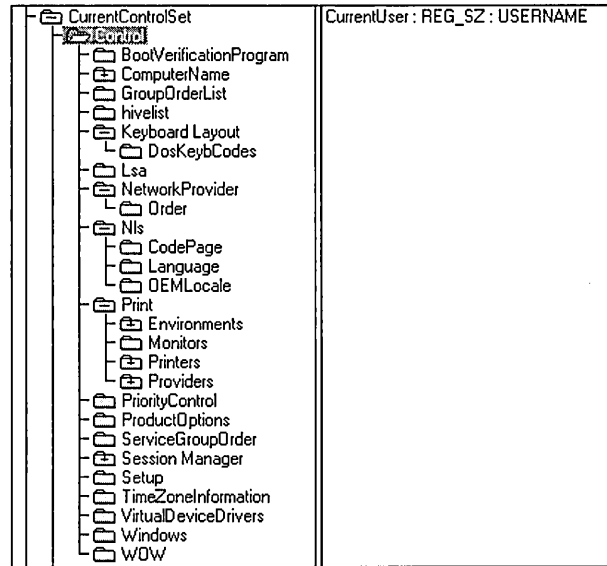 CurrentControlSet
CurrentUser : REG_SZ : USERNAME
Control
BootVerificationProgram
ComputerName
GroupOrderList
hivelist
Keyboard Layout
DosKeybCodes
Lsa
NetworkProvider
Order
Nls
CodePage
Language
OEMLocale
Print
Environments
Monitors
Printers
Providers
PriorityControl
ProductOptions
ServiceGroupOrder
Session Manager
Setup
TimeZoneInformation
VirtualDeviceDrivers
Windows
WOW